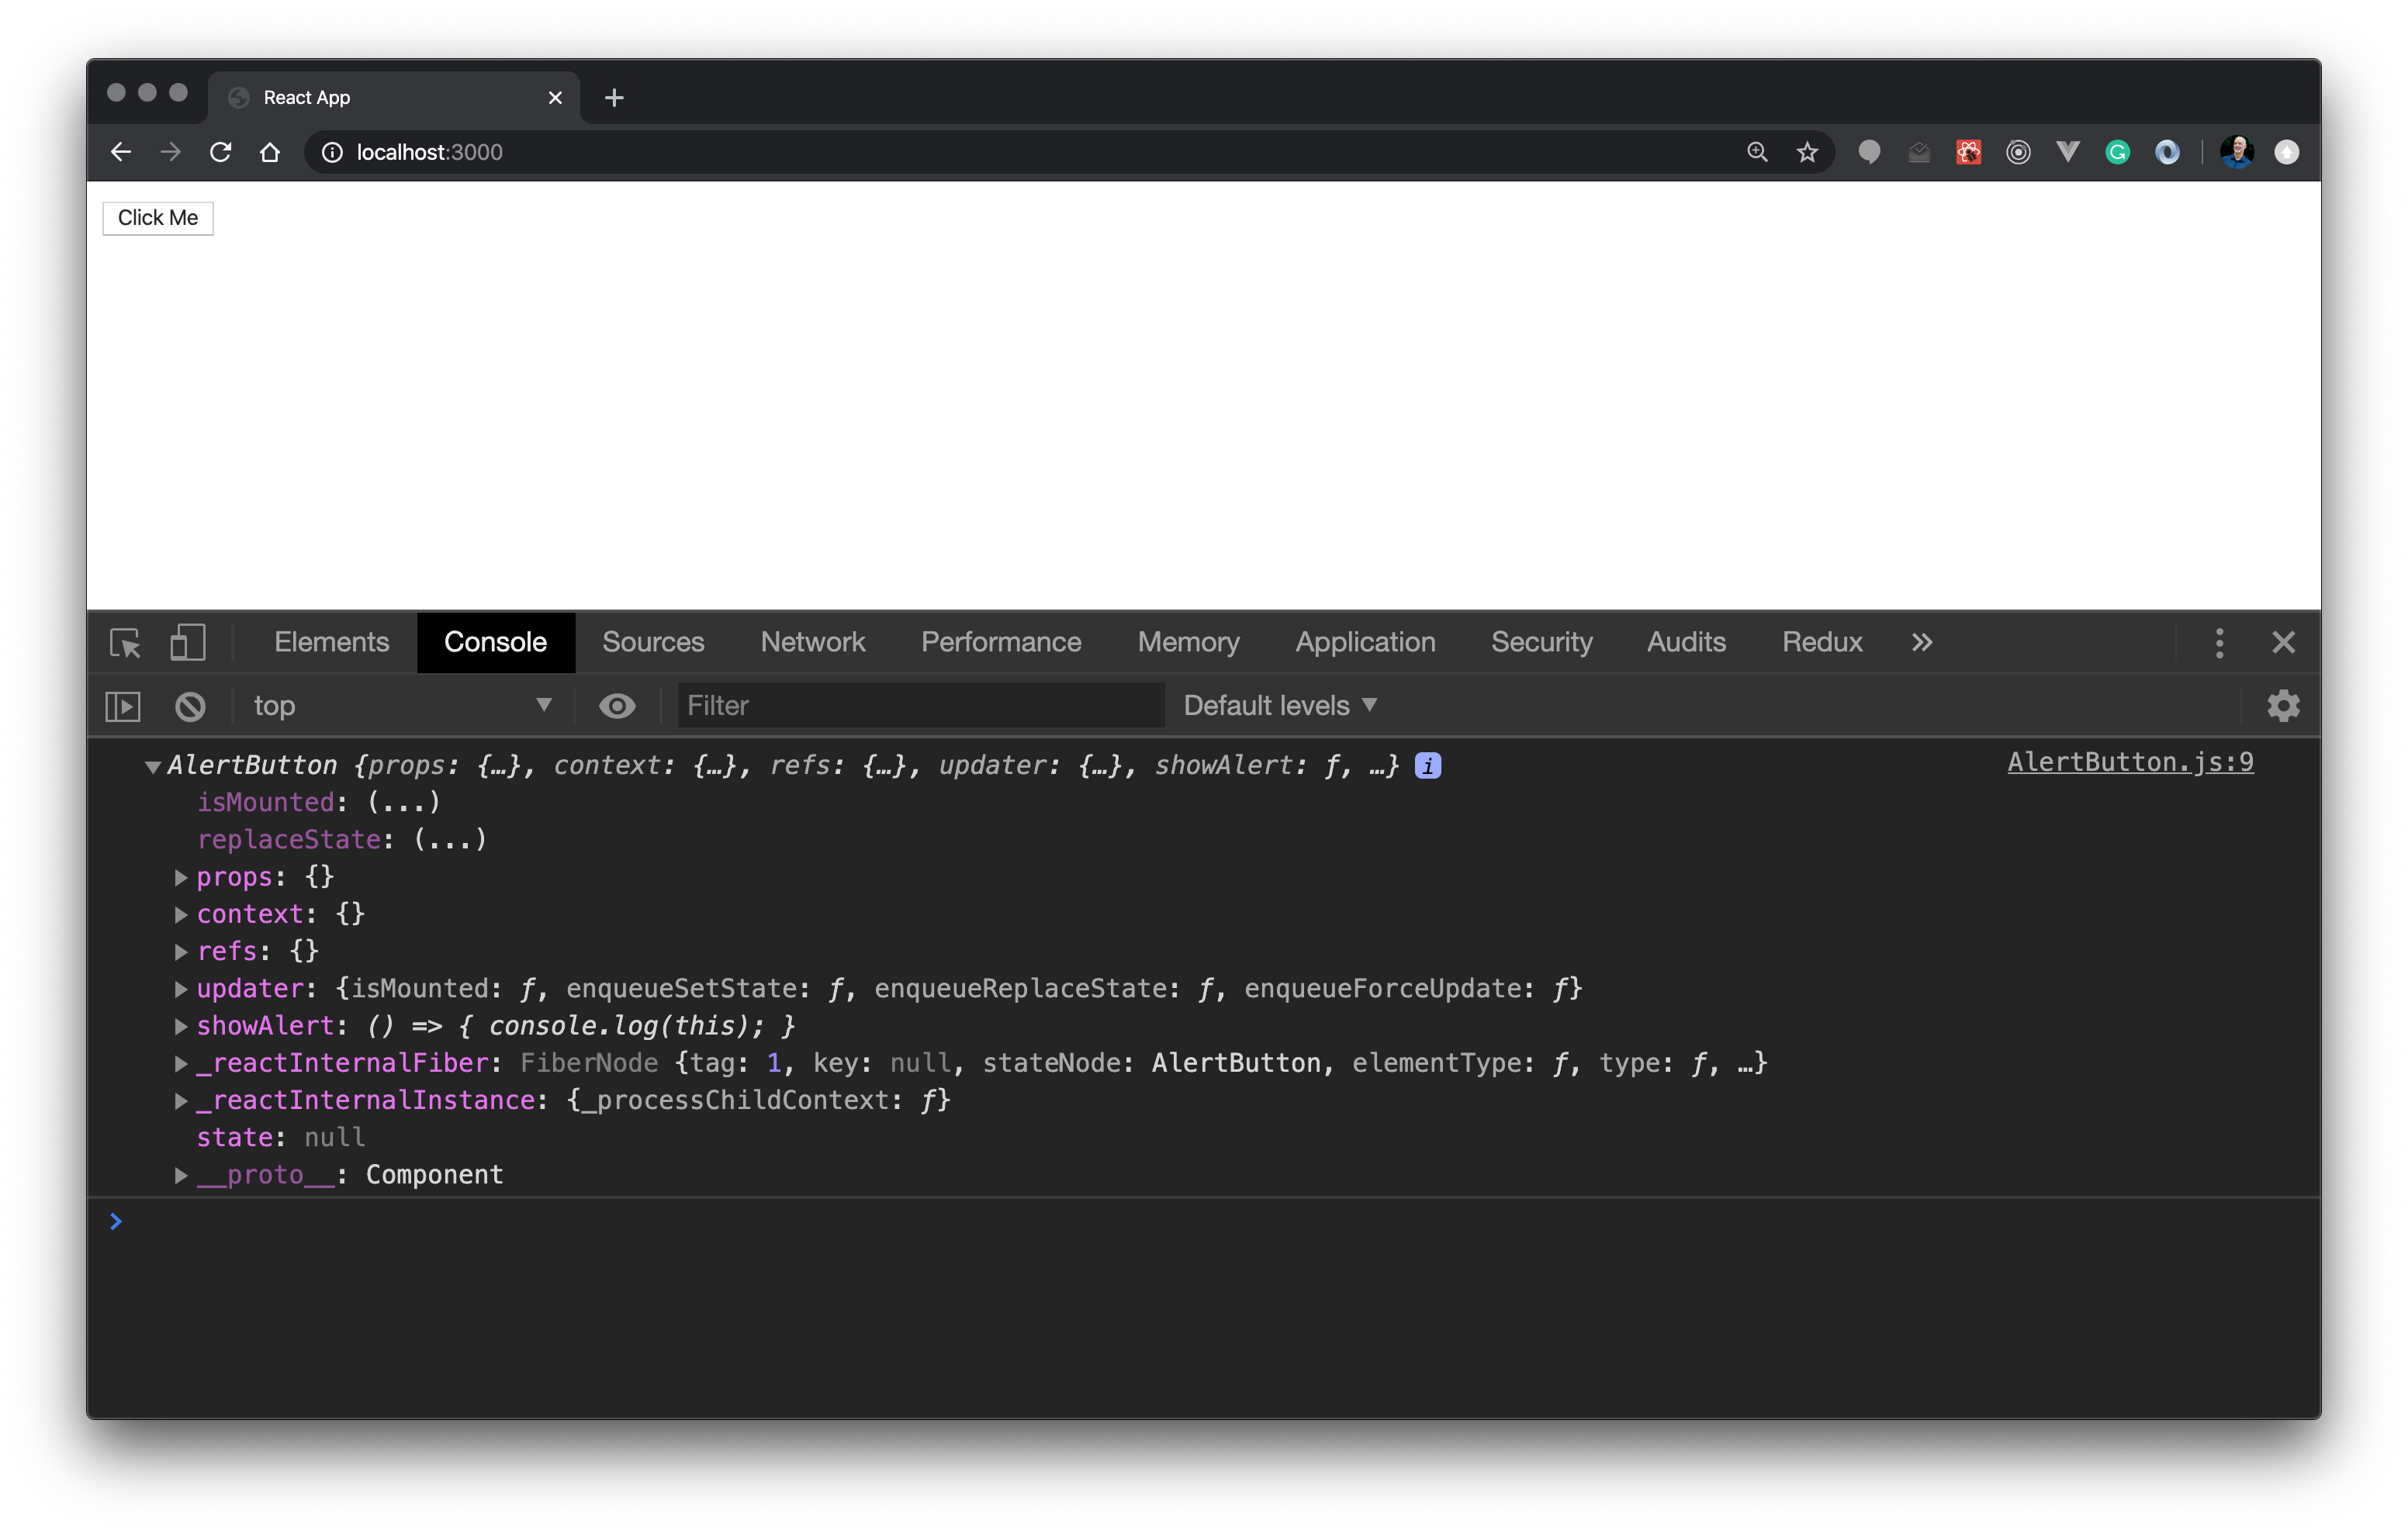 React App
localhost:3000
Click Me
Elements Console Sources Network Performance Memory Application Security Audits Redux »
top ▼ Filter Default levels ▼
▼AlertButton {props: {…}, context: {…}, refs: {…}, updater: {…}, showAlert: ƒ, …} i AlertButton.js:9
isMounted: (...)
replaceState: (...)
▶props: {}
▶context: {}
▶refs: {}
▶updater: {isMounted: ƒ, enqueueSetState: ƒ, enqueueReplaceState: ƒ, enqueueForceUpdate: ƒ}
▶showAlert: () => { console.log(this); }
▶_reactInternalFiber: FiberNode {tag: 1, key: null, stateNode: AlertButton, elementType: ƒ, type: ƒ, …}
▶_reactInternalInstance: {_processChildContext: ƒ}
state: null
▶__proto__: Component